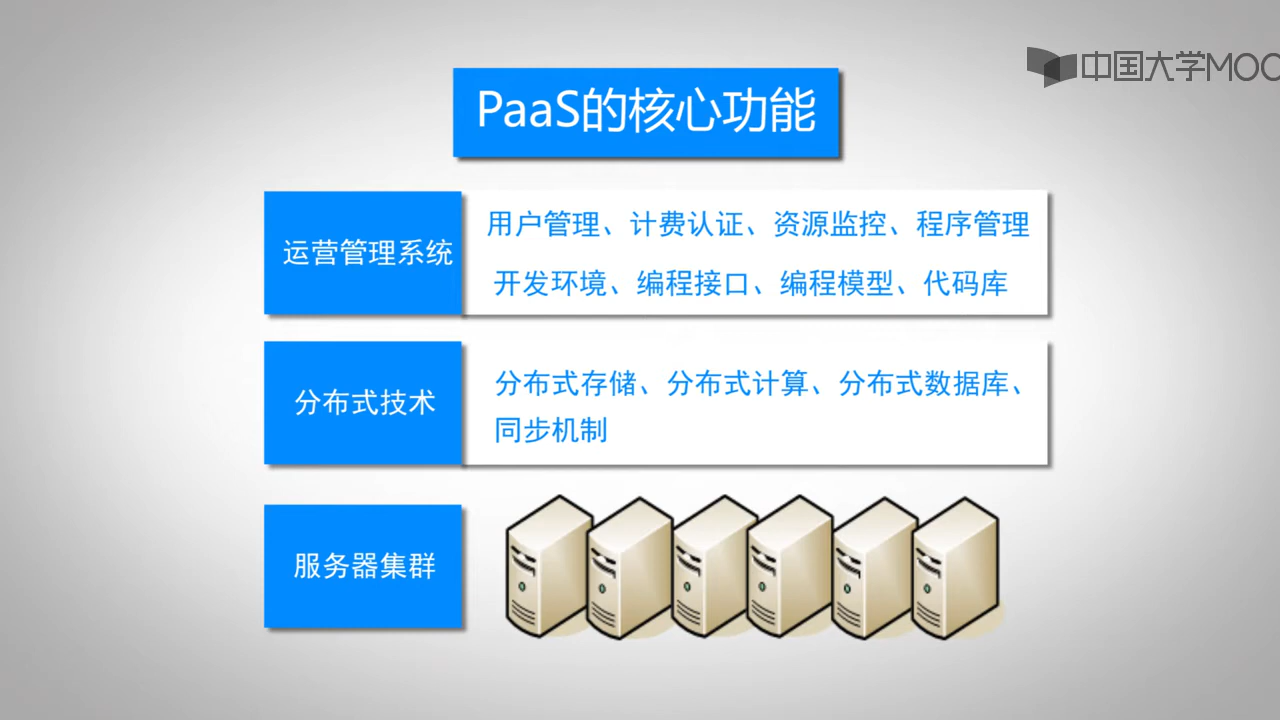 中国大学MOOC
PaaS的核心功能
运营管理系统
用户管理、计费认证、资源监控、程序管理
开发环境、编程接口、编程模型、代码库
分布式技术
分布式存储、分布式计算、分布式数据库、
同步机制
服务器集群